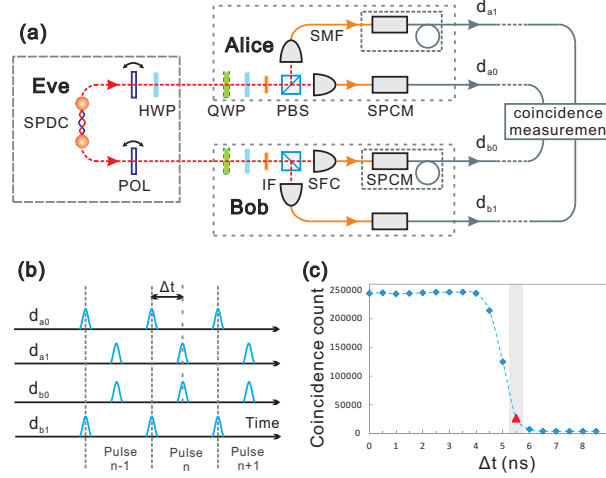 (a)
Alice
SMF
d_a1
Eve
d_a0
SPDC
HWP
QWP
PBS
SPCM
coincidence
measurement
POL
IF
SFC
SPCM
d_b0
Bob
d_b1
(b)
Δt
d_a0
d_a1
d_b0
d_b1
Time
Pulse
n-1
Pulse
n
Pulse
n+1
(c)
Coincidence count
250000
200000
150000
100000
50000
0
0 1 2 3 4 5 6 7 8
Δt (ns)